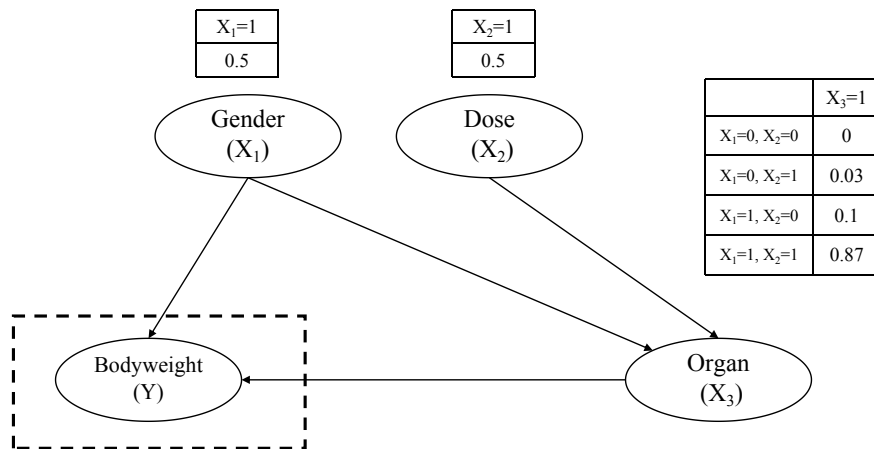 X₁=1
0.5
X₂=1
0.5
Gender
(X₁)
Dose
(X₂)
X₃=1
X₁=0, X₂=0 0
X₁=0, X₂=1 0.03
X₁=1, X₂=0 0.1
X₁=1, X₂=1 0.87
Bodyweight
(Y)
Organ
(X₃)